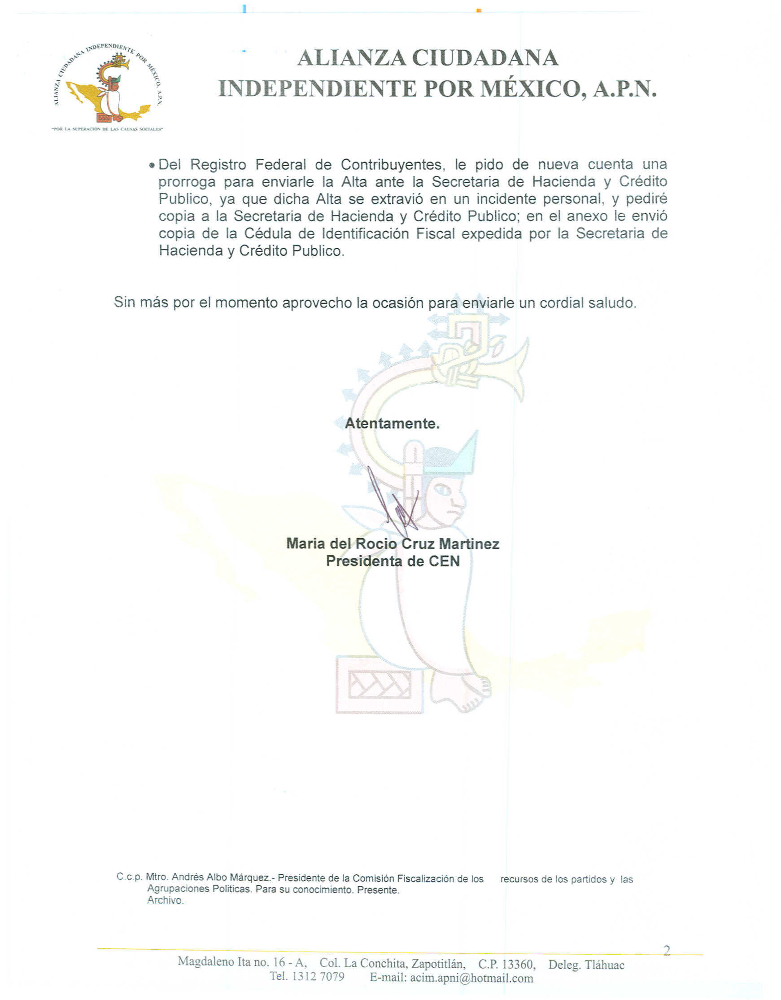 ALIANZA CIUDADANA INDEPENDIENTE POR MÉXICO, A.P.N.
"POR LA SUPERACIÓN DE LAS CAUSAS SOCIALES"
ALIANZA CIUDADANA
INDEPENDIENTE POR MÉXICO, A.P.N.
• Del Registro Federal de Contribuyentes, le pido de nueva cuenta una
prorroga para enviarle la Alta ante la Secretaria de Hacienda y Crédito
Publico, ya que dicha Alta se extravió en un incidente personal, y pediré
copia a la Secretaria de Hacienda y Crédito Publico; en el anexo le envió
copia de la Cédula de Identificación Fiscal expedida por la Secretaria de
Hacienda y Crédito Publico.
Sin más por el momento aprovecho la ocasión para enviarle un cordial saludo.
Atentamente.
Maria del Rocio Cruz Martinez
Presidenta de CEN
C.c.p. Mtro. Andrés Albo Márquez.- Presidente de la Comisión Fiscalización de los recursos de los partidos y las
Agrupaciones Politicas. Para su conocimiento. Presente.
Archivo.
2
Magdaleno Ita no. 16 - A, Col. La Conchita, Zapotitlán, C.P. 13360, Deleg. Tláhuac
Tel. 1312 7079 E-mail: acim.apni@hotmail.com